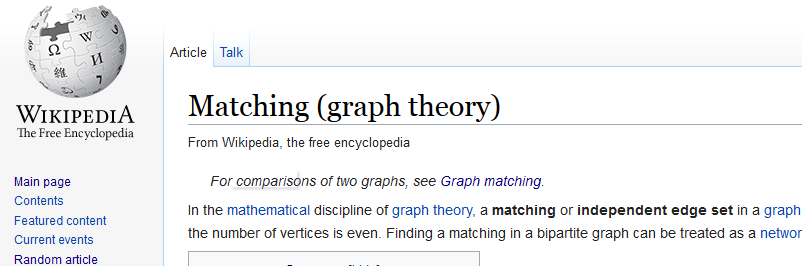 WIKIPEDIA
The Free Encyclopedia
Main page
Contents
Featured content
Current events
Random article
Article Talk
Matching (graph theory)
From Wikipedia, the free encyclopedia
For comparisons of two graphs, see Graph matching.
In the mathematical discipline of graph theory, a matching or independent edge set in a graph
the number of vertices is even. Finding a matching in a bipartite graph can be treated as a networ